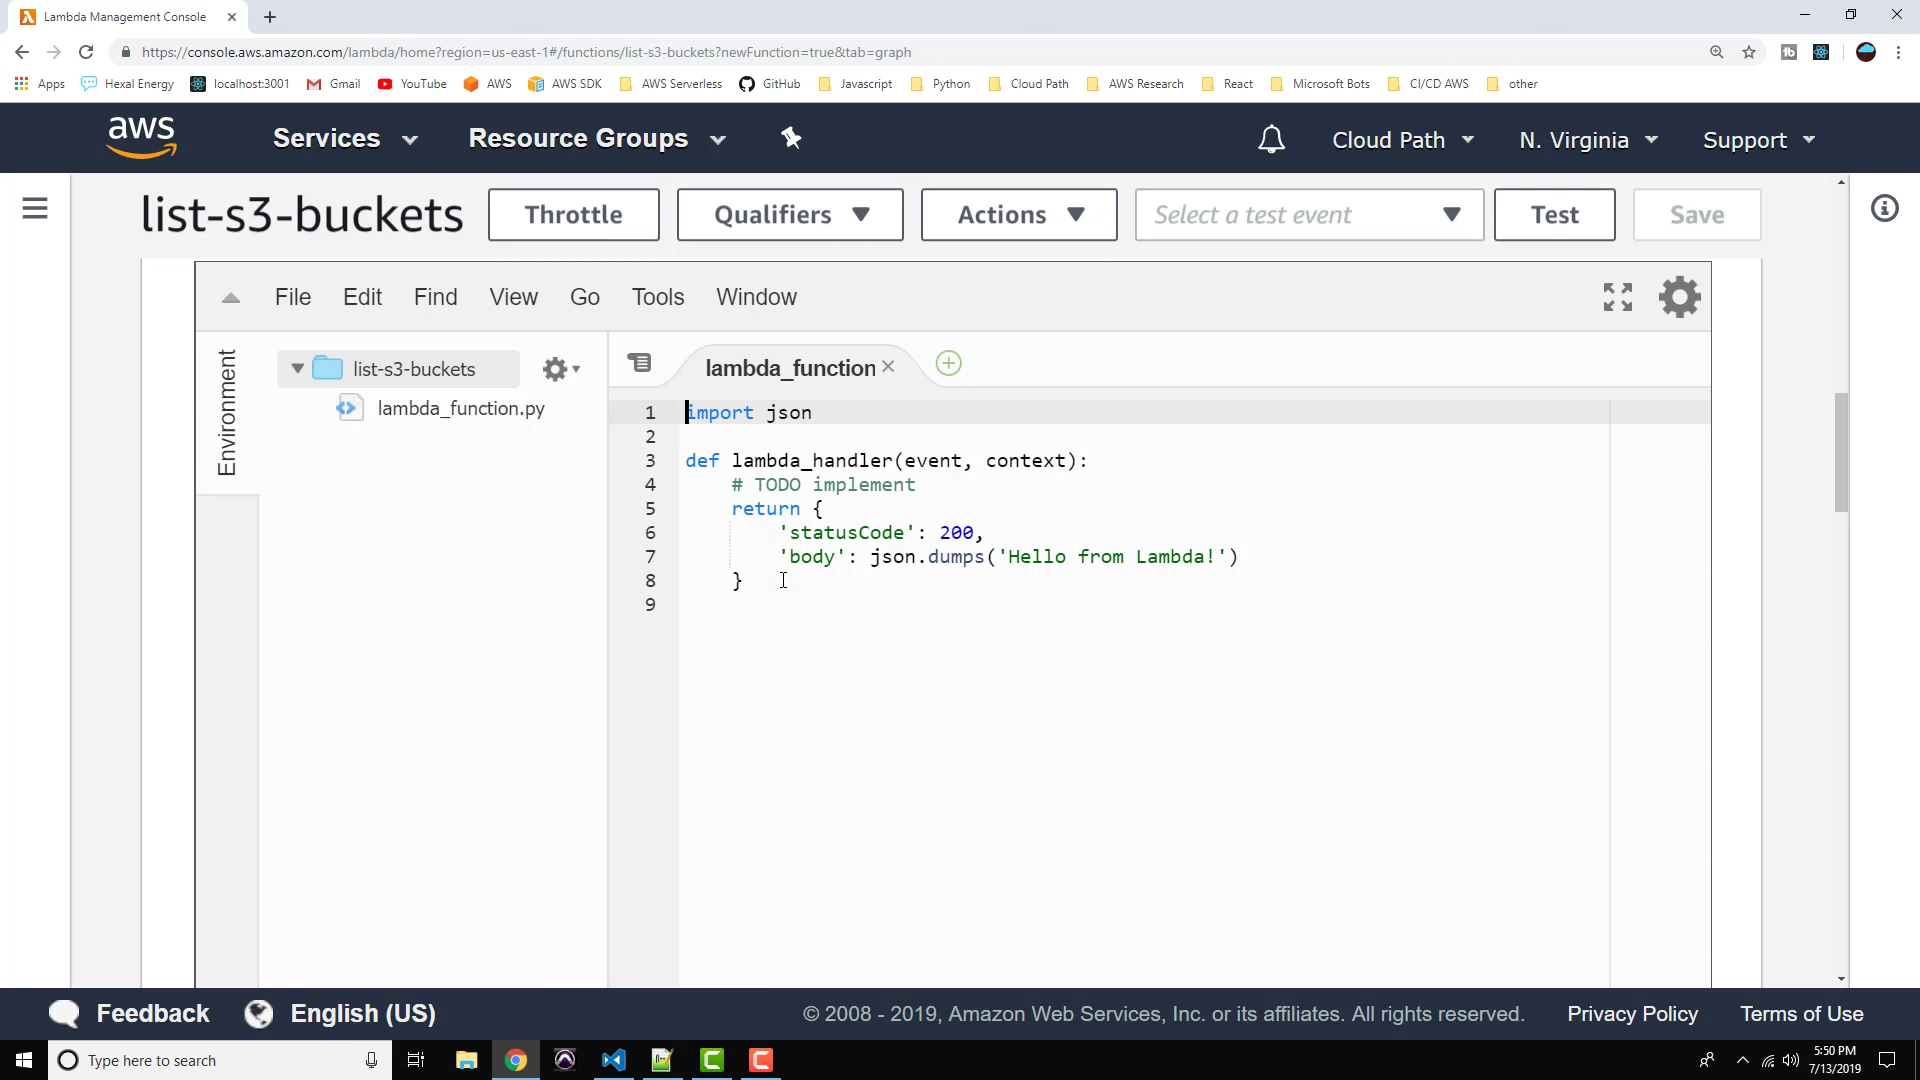 Lambda Management Console
https://console.aws.amazon.com/lambda/home?region=us-east-1#/functions/list-s3-buckets?newFunction=true&tab=graph
Apps Hexal Energy localhost:3001 Gmail YouTube AWS AWS SDK AWS Serverless GitHub Javascript Python Cloud Path AWS Research React Microsoft Bots CI/CD AWS other
aws Services Resource Groups Cloud Path N. Virginia Support
list-s3-buckets Throttle Qualifiers Actions Select a test event Test Save
File Edit Find View Go Tools Window
Environment
list-s3-buckets
lambda_function.py
lambda_function
1 import json
2
3 def lambda_handler(event, context):
4 # TODO implement
5 return {
6 'statusCode': 200,
7 'body': json.dumps('Hello from Lambda!')
8 }
9
Feedback English (US) © 2008 - 2019, Amazon Web Services, Inc. or its affiliates. All rights reserved. Privacy Policy Terms of Use
Type here to search
5:50 PM
7/13/2019